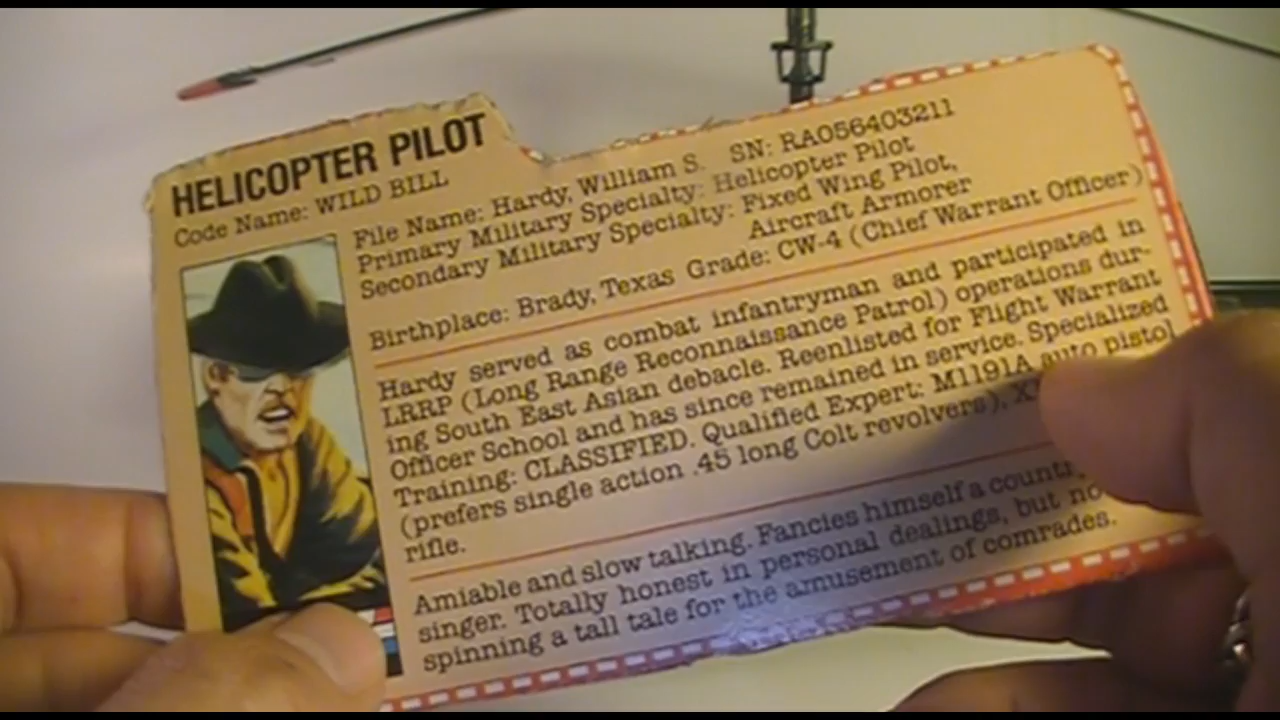 HELICOPTER PILOT
Code Name: WILD BILL
File Name: Hardy, William S. SN: RA056403211
Primary Military Specialty: Helicopter Pilot
Secondary Military Specialty: Fixed Wing Pilot,
Aircraft Armorer
Birthplace: Brady, Texas Grade: CW-4 (Chief Warrant Officer)
Hardy served as combat infantryman and participated in
LRRP (Long Range Reconnaissance Patrol) operations dur-
ing South East Asian debacle. Reenlisted for Flight Warrant
Officer School and has since remained in service. Specialized
Training: CLASSIFIED. Qualified Expert: M1191A auto pistol
(prefers single action .45 long Colt revolvers),
rifle.
Amiable and slow talking. Fancies himself a
singer. Totally honest in personal dealings, but
spinning a tall tale for the amusement of comrades.